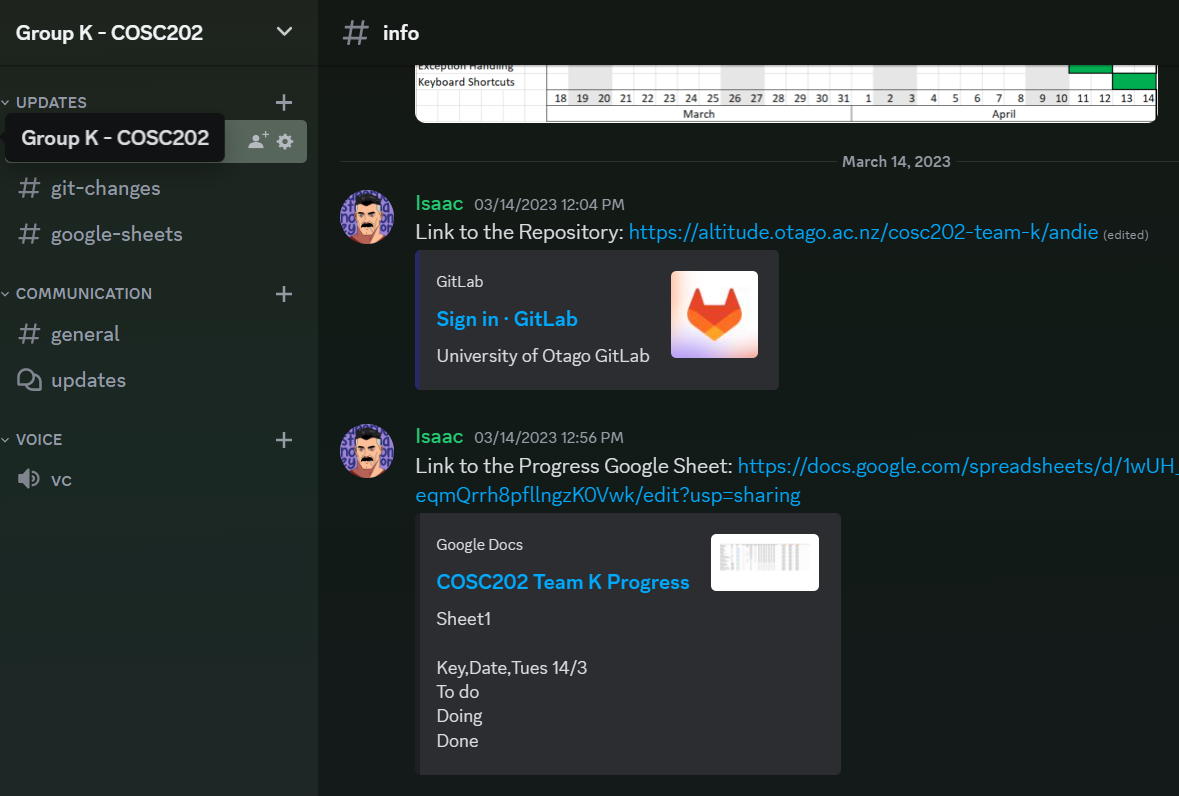 Group K - COSC202
UPDATES
Group K - COSC202
git-changes
google-sheets
COMMUNICATION
general
updates
VOICE
vc
info
Exception Handling
Keyboard Shortcuts
18 19 20 21 22 23 24 25 26 27 28 29 30 31 1 2 3 4 5 6 7 8 9 10 11 12 13 14
March April
March 14, 2023
Isaac 03/14/2023 12:04 PM
Link to the Repository: https://altitude.otago.ac.nz/cosc202-team-k/andie (edited)
GitLab
Sign in · GitLab
University of Otago GitLab
Isaac 03/14/2023 12:56 PM
Link to the Progress Google Sheet: https://docs.google.com/spreadsheets/d/1wUH_
eqmQrrh8pfllngzK0Vwk/edit?usp=sharing
Google Docs
COSC202 Team K Progress
Sheet1
Key,Date,Tues 14/3
To do
Doing
Done